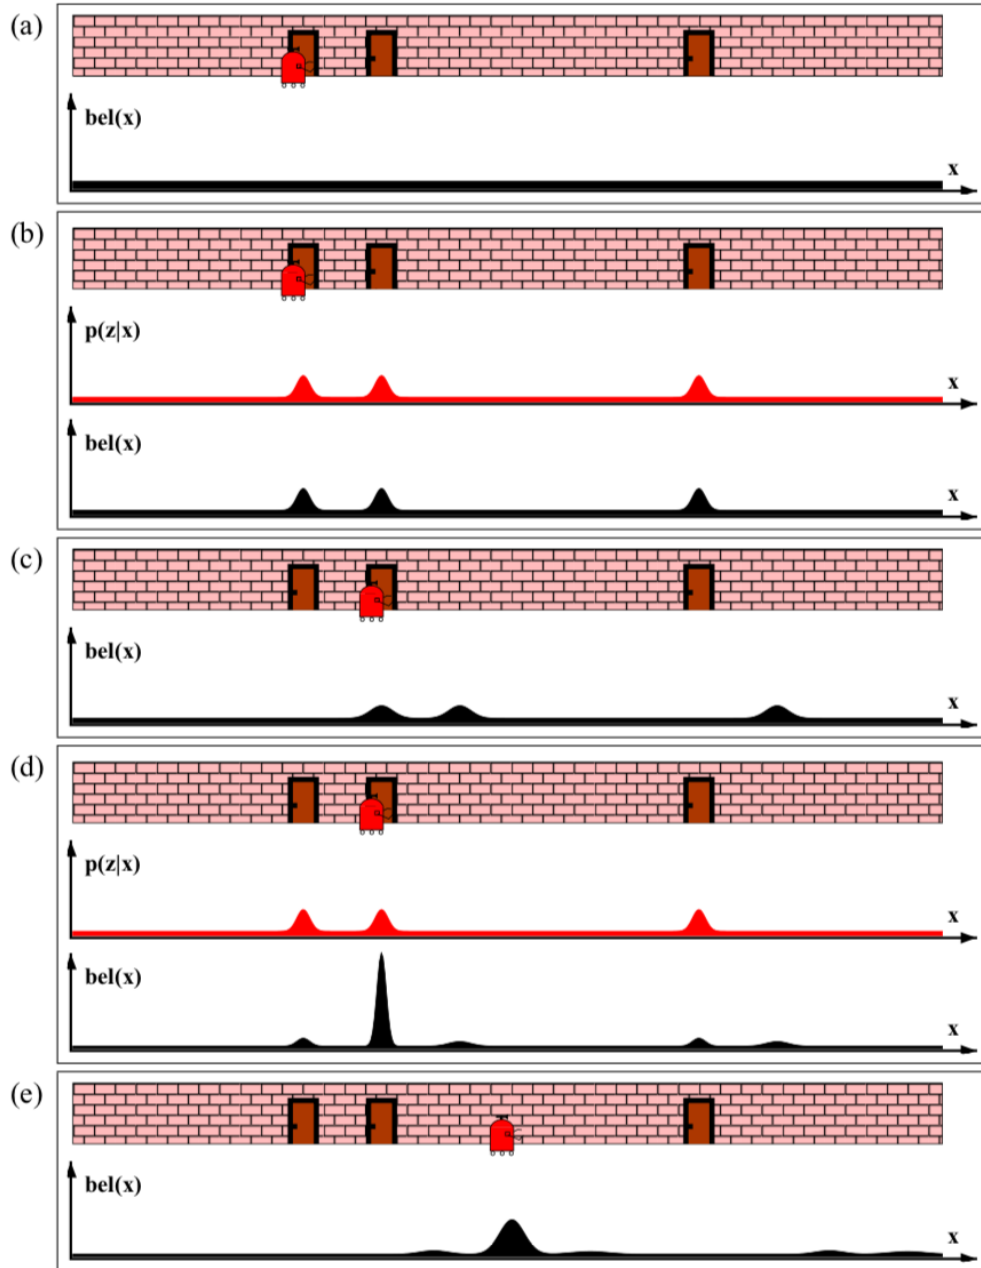 (a)
bel(x)
x
(b)
p(z|x)
x
bel(x)
x
(c)
bel(x)
x
(d)
p(z|x)
x
bel(x)
x
(e)
bel(x)
x